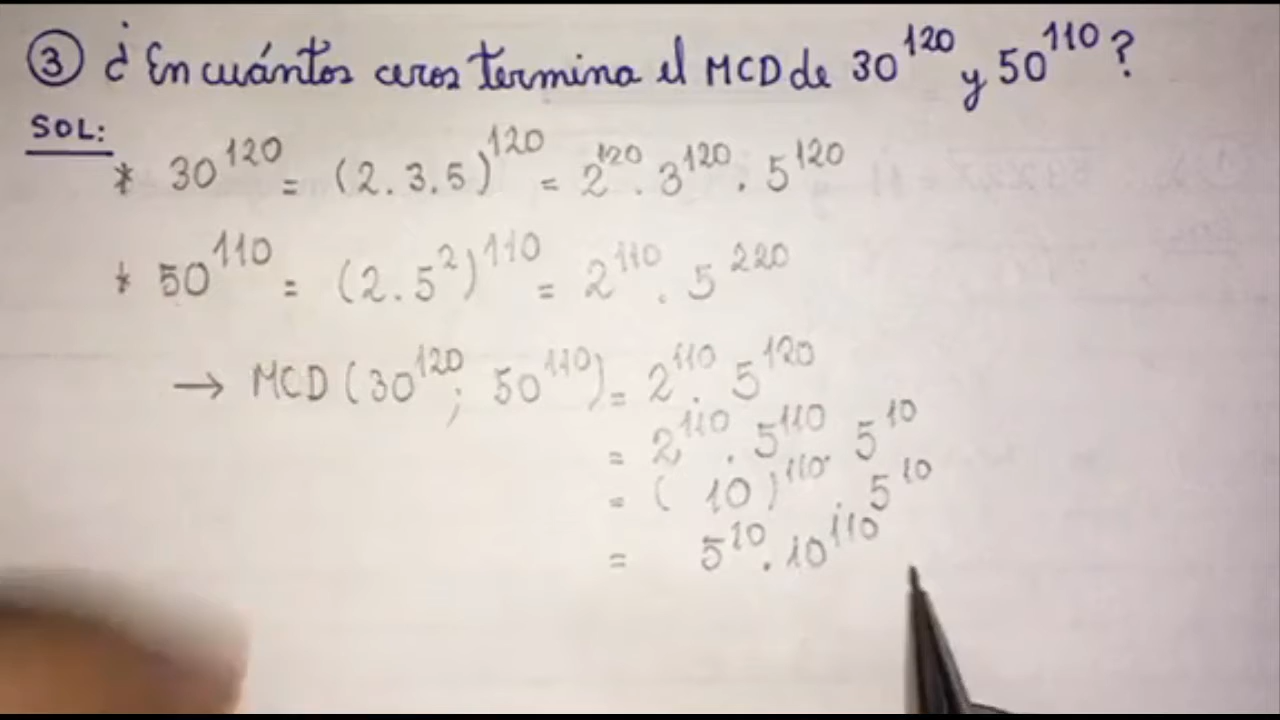 ③ ¿En cuántos ceros termina el MCD de 30^120 y 50^110?
SOL:
* 30^120 = (2.3.5)^120 = 2^120 . 3^120 . 5^120
* 50^110 = (2.5^2)^110 = 2^110 . 5^220
→ MCD (30^120; 50^110) = 2^110 . 5^120
= 2^110 . 5^110 . 5^10
= (10)^110 . 5^10
= 5^10 . 10^110